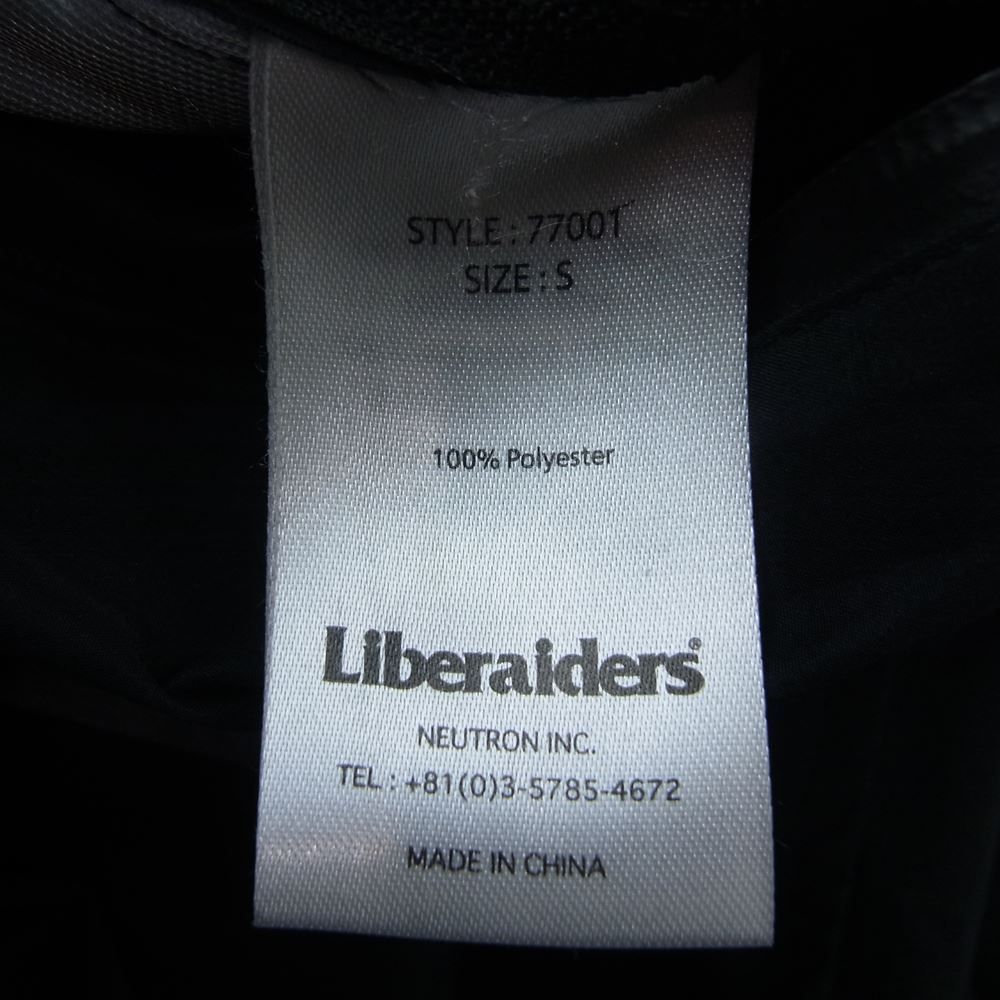 STYLE : 77001
SIZE : S
100% Polyester
Liberaiders®
NEUTRON INC.
TEL : +81(0)3-5785-4672
MADE IN CHINA